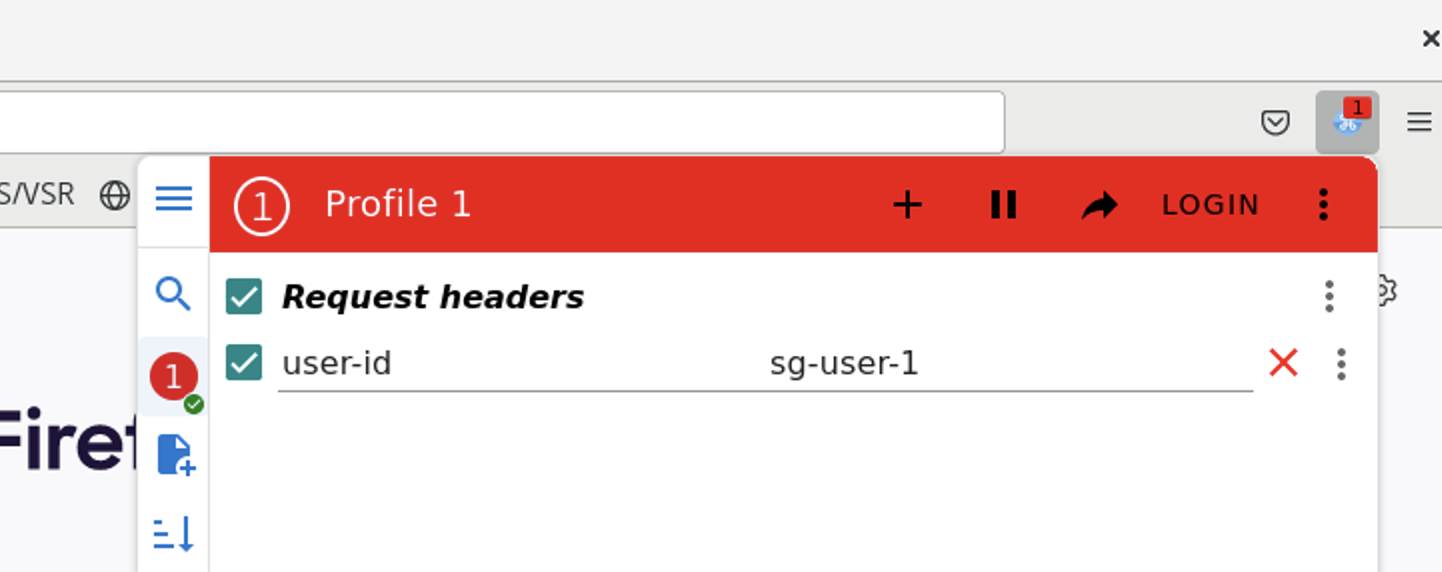 1
S/VSR
1 Profile 1 LOGIN
Request headers
user-id sg-user-1
1
Firef